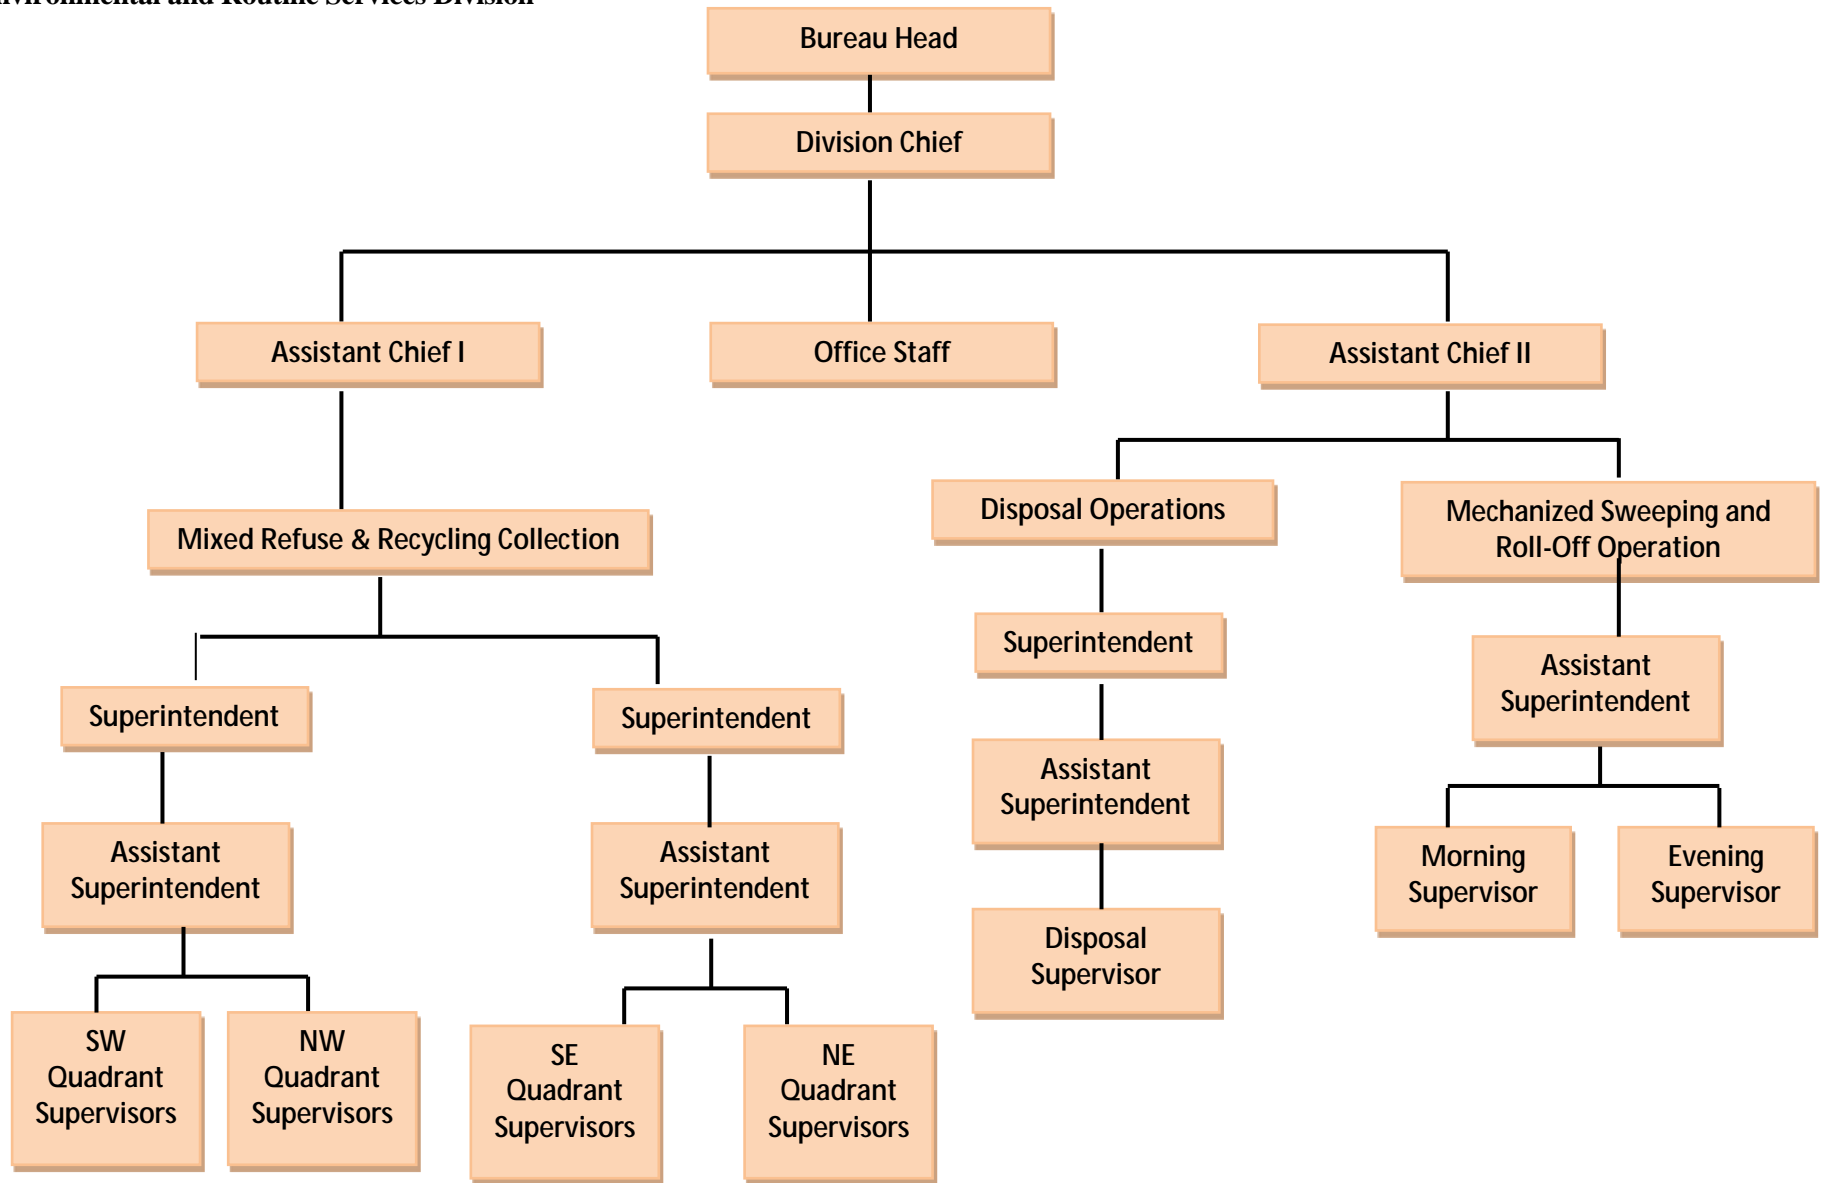 Services Division
Bureau Head
Division Chief
Assistant Chief I
Office Staff
Assistant Chief II
Mixed Refuse & Recycling Collection
Disposal Operations
Mechanized Sweeping and
Roll-Off Operation
Superintendent
Superintendent
Superintendent
Assistant
Superintendent
Assistant
Superintendent
Assistant
Superintendent
Assistant
Superintendent
Morning
Supervisor
Evening
Supervisor
Disposal
Supervisor
SW
Quadrant
Supervisors
NW
Quadrant
Supervisors
SE
Quadrant
Supervisors
NE
Quadrant
Supervisors